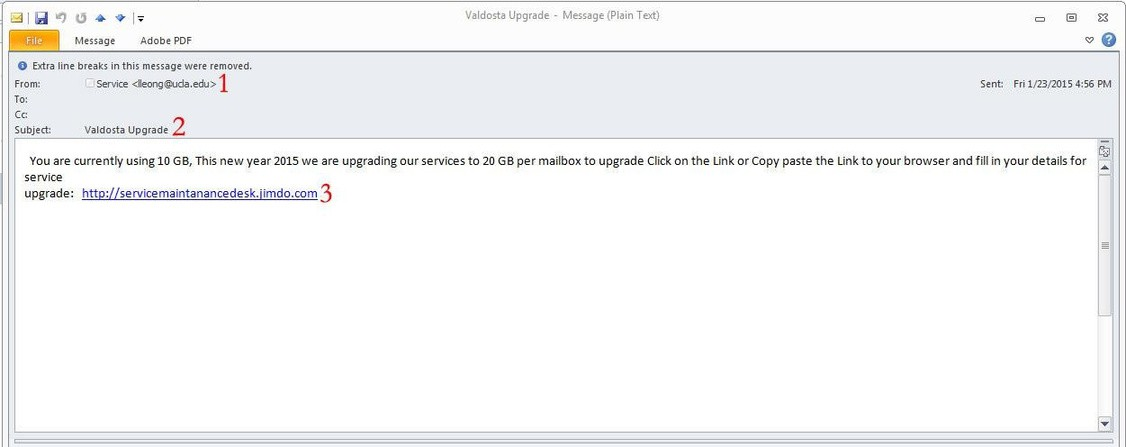 Valdosta Upgrade - Message (Plain Text)
File Message Adobe PDF
Extra line breaks in this message were removed.
From: Service <lleong@uda.edu> 1 Sent: Fri 1/23/2015 4:56 PM
To:
Cc:
Subject: Valdosta Upgrade 2
You are currently using 10 GB, This new year 2015 we are upgrading our services to 20 GB per mailbox to upgrade Click on the Link or Copy paste the Link to your browser and fill in your details for
service
upgrade: http://servicemaintanancedesk.jimdo.com 3